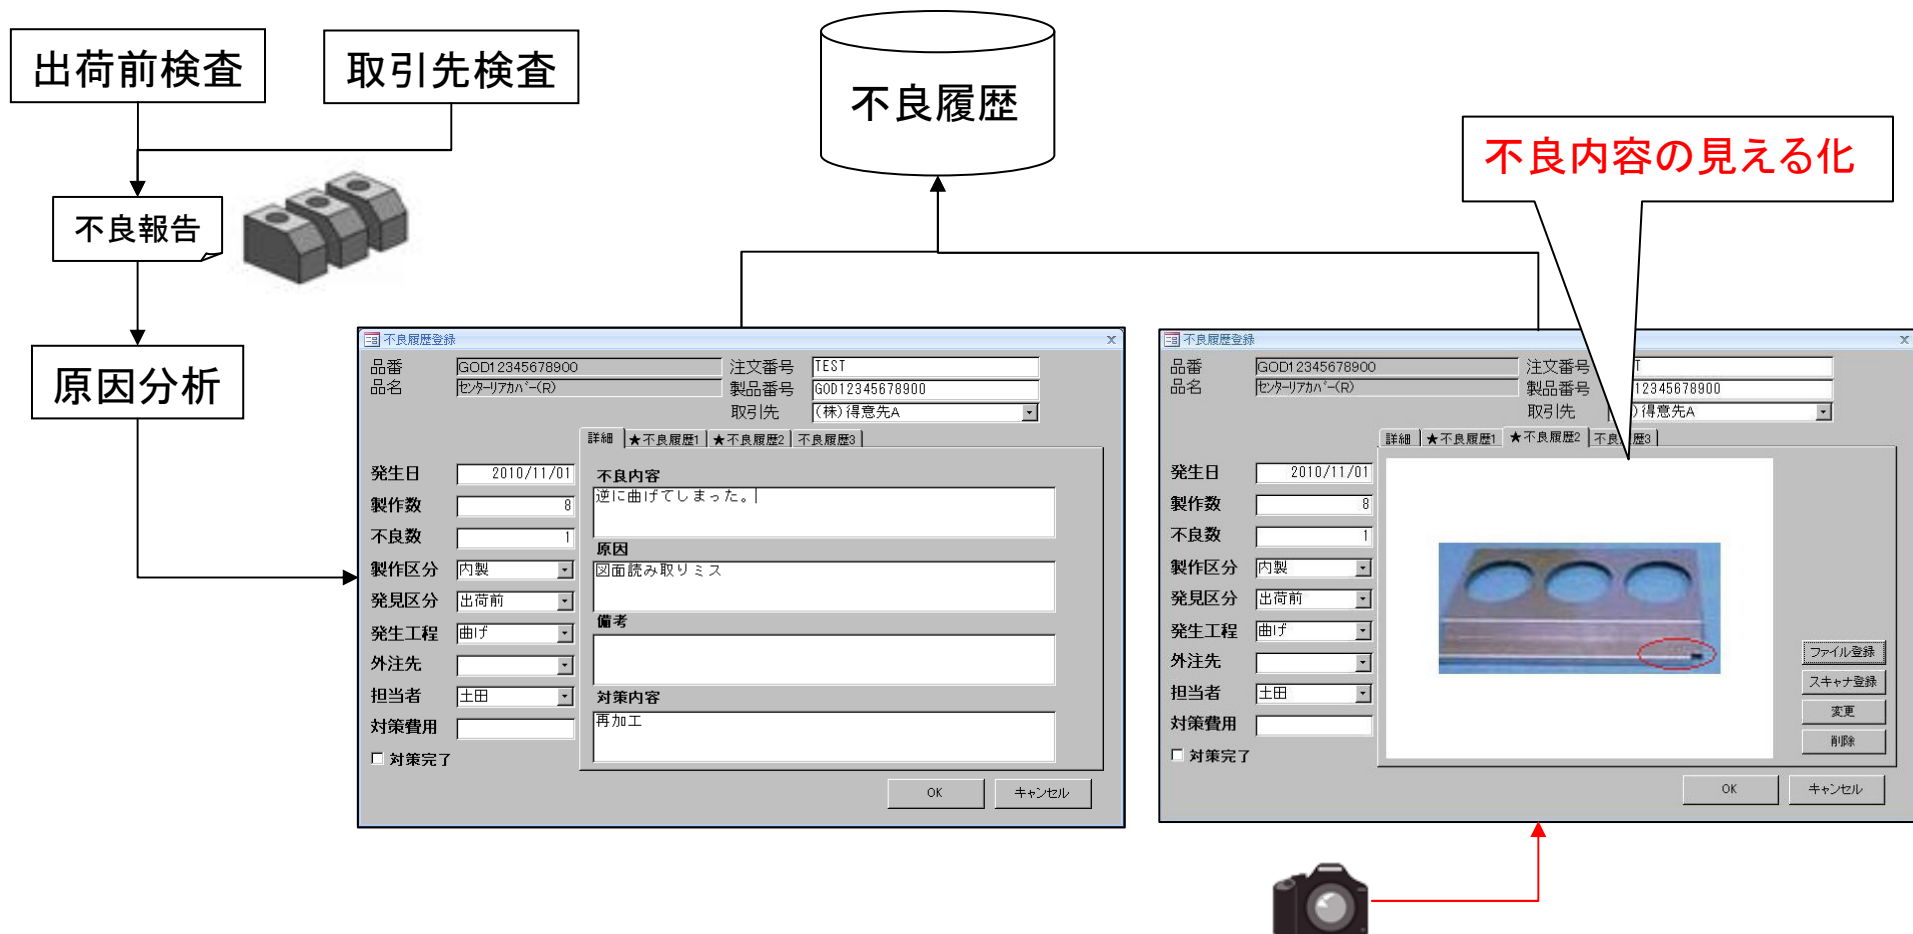 出荷前検査
取引先検査
不良履歴
不良内容の見える化
不良報告
原因分析
不良履歴登録
品番 GOD12345678900 注文番号 TEST
品名 センターリアカバー(R) 製品番号 GOD12345678900
取引先 (株)得意先A
詳細 ★不良履歴1 ★不良履歴2 不良履歴3
発生日 2010/11/01
製作数 8
不良数 1
製作区分 内製
発見区分 出荷前
発生工程 曲げ
外注先
担当者 土田
対策費用
対策完了
不良内容
逆に曲げてしまった。
原因
図面読み取りミス
備考
対策内容
再加工
OK キャンセル
不良履歴登録
品番 GOD12345678900 注文番号 T
品名 センターリアカバー(R) 製品番号 12345678900
取引先 )得意先A
詳細 ★不良履歴1 ★不良履歴2 不良履歴3
発生日 2010/11/01
製作数 8
不良数 1
製作区分 内製
発見区分 出荷前
発生工程 曲げ
外注先
担当者 土田
対策費用
対策完了
ファイル登録
スキャナ登録
変更
削除
OK キャンセル